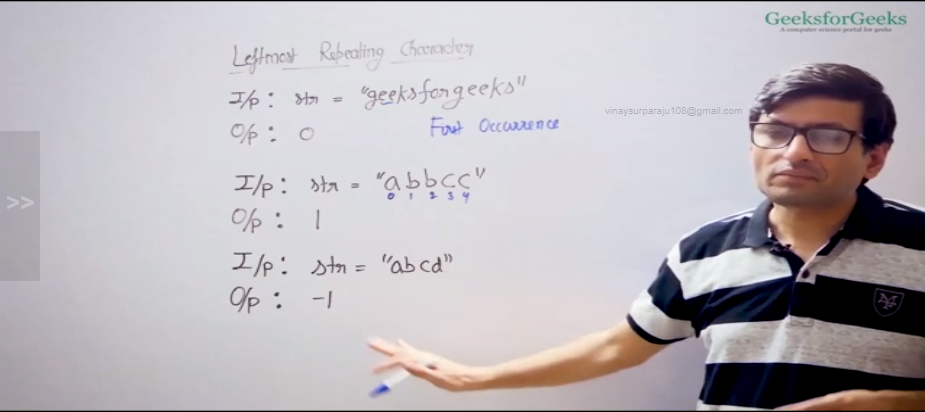 GeeksforGeeks
A computer science portal for geeks
Leftmost Repeating Character
I/p : str = "geeksforgeeks"
O/p : 0
First Occurrence
vinaysurparaju108@gmail.com
I/p : str = "abbcc"
0 1 2 3 4
O/p : 1
I/p : str = "abcd"
O/p : -1
>>